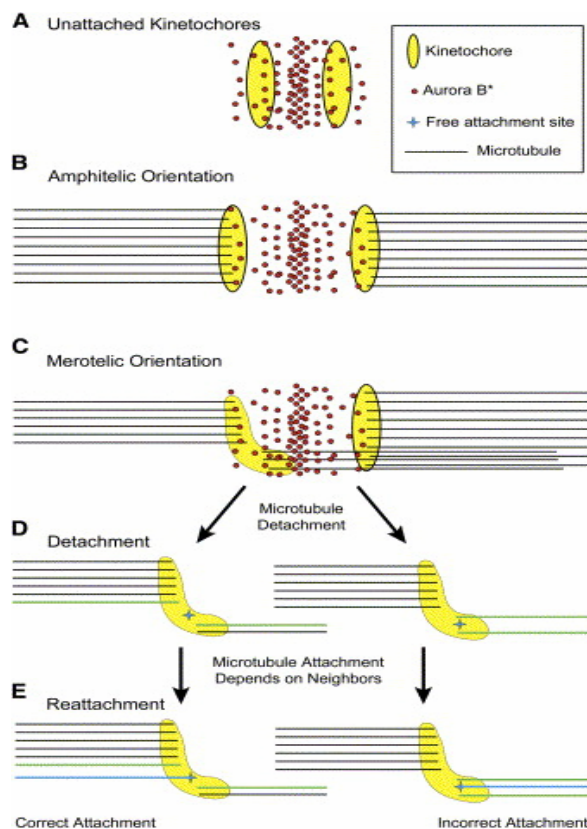 A
Unattached Kinetochores
Kinetochore
Aurora B*
Free attachment site
Microtubule
B
Amphitelic Orientation
C
Merotelic Orientation
Microtubule
Detachment
D
Detachment
Microtubule Attachment
Depends on Neighbors
E
Reattachment
Correct Attachment
Incorrect Attachment